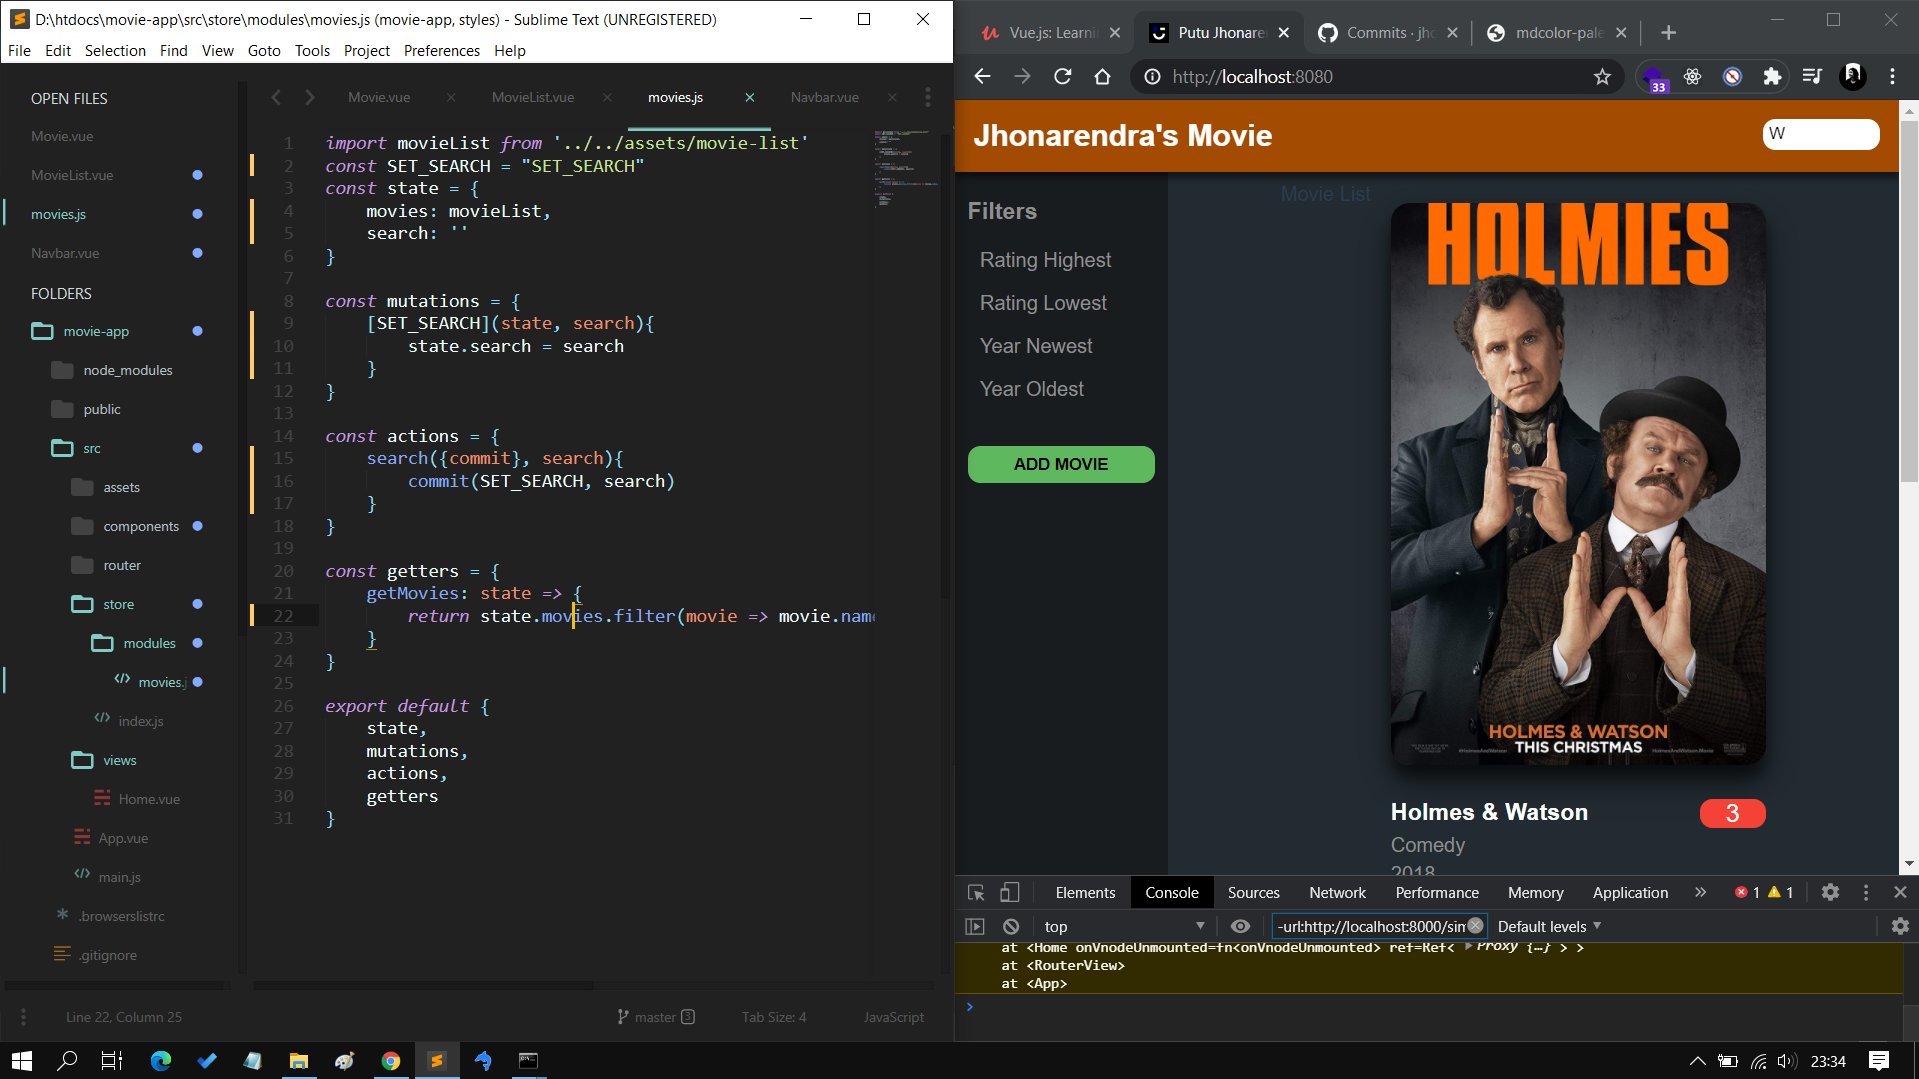 D:\htdocs\movie-app\src\store\modules\movies.js (movie-app, styles) - Sublime Text (UNREGISTERED)
File Edit Selection Find View Goto Tools Project Preferences Help
OPEN FILES
Movie.vue
MovieList.vue
movies.js
Navbar.vue
FOLDERS
movie-app
node_modules
public
src
assets
components
router
store
modules
movies.j
index.js
views
Home.vue
App.vue
main.js
.browserslistrc
.gitignore
Movie.vue MovieList.vue movies.js Navbar.vue
1 import movieList from '../../assets/movie-list'
2 const SET_SEARCH = "SET_SEARCH"
3 const state = {
4 movies: movieList,
5 search: ''
6 }
7
8 const mutations = {
9 [SET_SEARCH](state, search){
10 state.search = search
11 }
12 }
13
14 const actions = {
15 search({commit}, search){
16 commit(SET_SEARCH, search)
17 }
18 }
19
20 const getters = {
21 getMovies: state => {
22 return state.movies.filter(movie => movie.name
23 }
24 }
25
26 export default {
27 state,
28 mutations,
29 actions,
30 getters
31 }
Line 22, Column 25
master 3
Tab Size: 4
JavaScript
Vue.js: Learni Putu Jhonare Commits · jh mdcolor-pale
http://localhost:8080
33
Jhonarendra's Movie
W
Filters
Rating Highest
Rating Lowest
Year Newest
Year Oldest
ADD MOVIE
Movie List
HOLMIES
HOLMES & WATSON
THIS CHRISTMAS
Holmes & Watson
3
Comedy
2018
Elements Console Sources Network Performance Memory Application » 1 1
top
-url:http://localhost:8000/sim
Default levels
at <Home onVnodeUnmounted=fn<onVnodeUnmounted> ref=Ref< Proxy {…} > >
at <RouterView>
at <App>
23:34